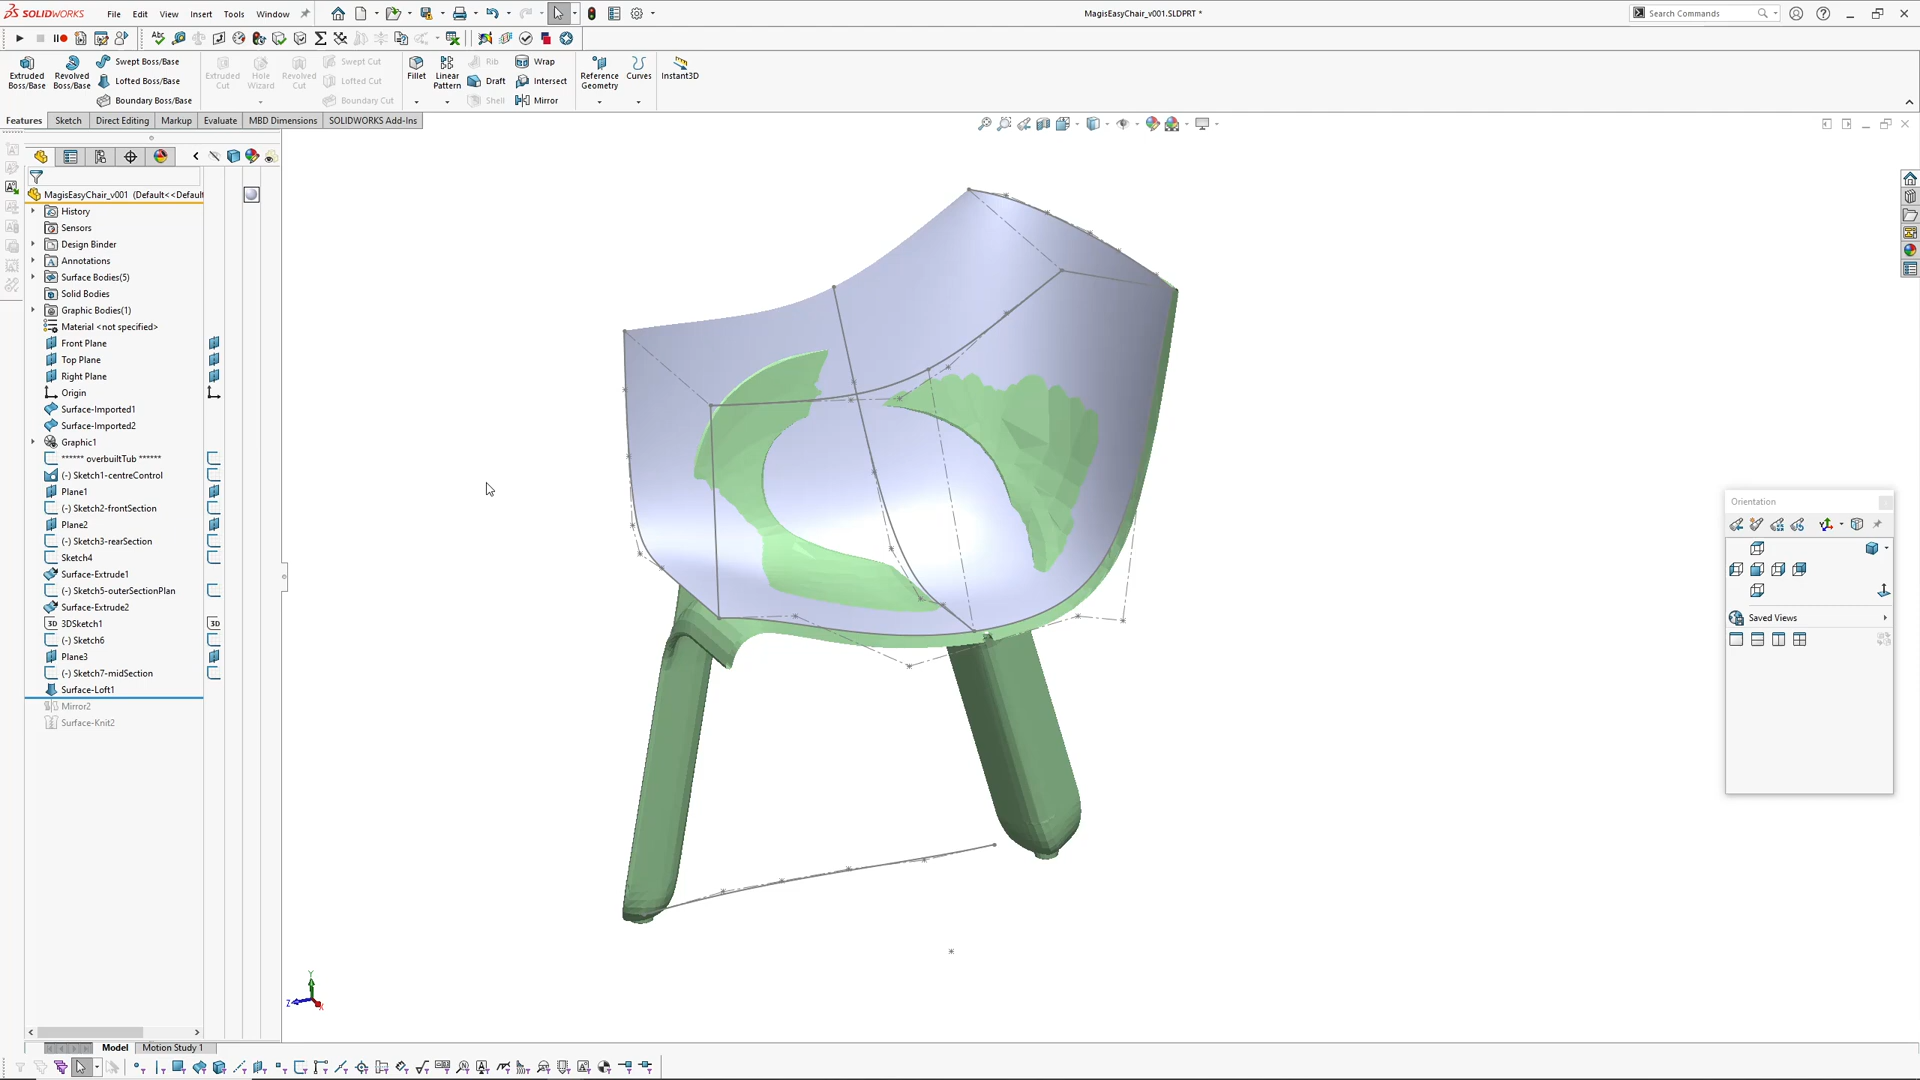 SOLIDWORKS
File Edit View Insert Tools Window
MagisEasyChair_v001.SLDPRT *
Search Commands
Extruded Boss/Base
Revolved Boss/Base
Swept Boss/Base
Lofted Boss/Base
Boundary Boss/Base
Extruded Cut
Hole Wizard
Revolved Cut
Swept Cut
Lofted Cut
Boundary Cut
Fillet
Linear Pattern
Rib
Draft
Shell
Wrap
Intersect
Mirror
Reference Geometry
Curves
Instant3D
Features Sketch Direct Editing Markup Evaluate MBD Dimensions SOLIDWORKS Add-Ins
MagisEasyChair_v001 (Default<<Default
History
Sensors
Design Binder
Annotations
Surface Bodies(5)
Solid Bodies
Graphic Bodies(1)
Material <not specified>
Front Plane
Top Plane
Right Plane
Origin
Surface-Imported1
Surface-Imported2
Graphic1
****** overbuiltTub ******
(-) Sketch1-centreControl
Plane1
(-) Sketch2-frontSection
Plane2
(-) Sketch3-rearSection
Sketch4
Surface-Extrude1
(-) Sketch5-outerSectionPlan
Surface-Extrude2
3D 3DSketch1 3D
(-) Sketch6
Plane3
(-) Sketch7-midSection
Surface-Loft1
Mirror2
Surface-Knit2
Orientation
Saved Views
Y
Z
X
Model Motion Study 1